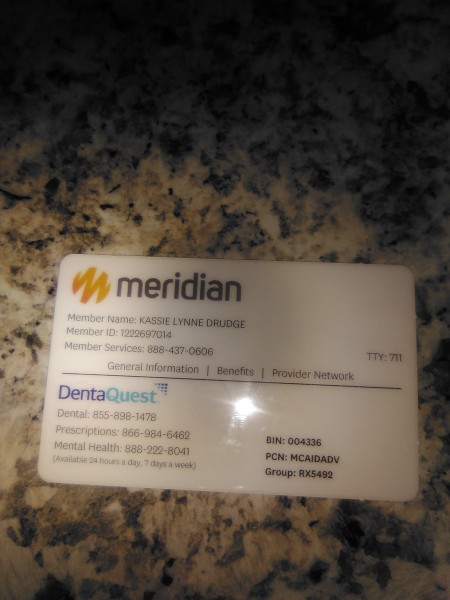 meridian
Member Name: KASSIE LYNNE DRUDGE
Member ID: 1222697014
Member Services: 888-437-0606
TTY: 711
General Information | Benefits | Provider Network
DentaQuest
Dental: 855-898-1478
Prescriptions: 866-984-6462
Mental Health: 888-222-8041
(Available 24 hours a day, 7 days a week)
BIN: 004336
PCN: MCAIDADV
Group: RX5492